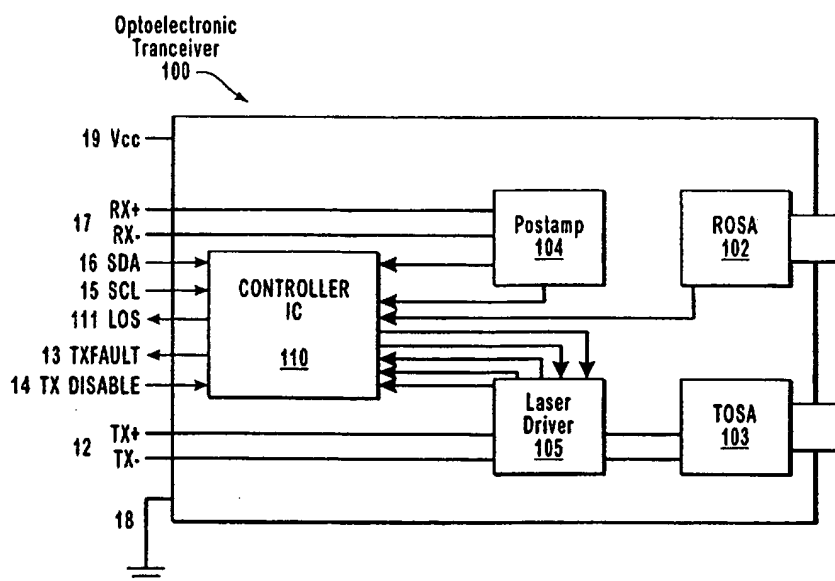 Optoelectronic
Tranceiver
100
19 Vcc
17 RX+
RX-
16 SDA
15 SCL
111 LOS
13 TXFAULT
14 TX DISABLE
12 TX+
TX-
18
CONTROLLER
IC
110
Postamp
104
ROSA
102
Laser
Driver
105
TOSA
103